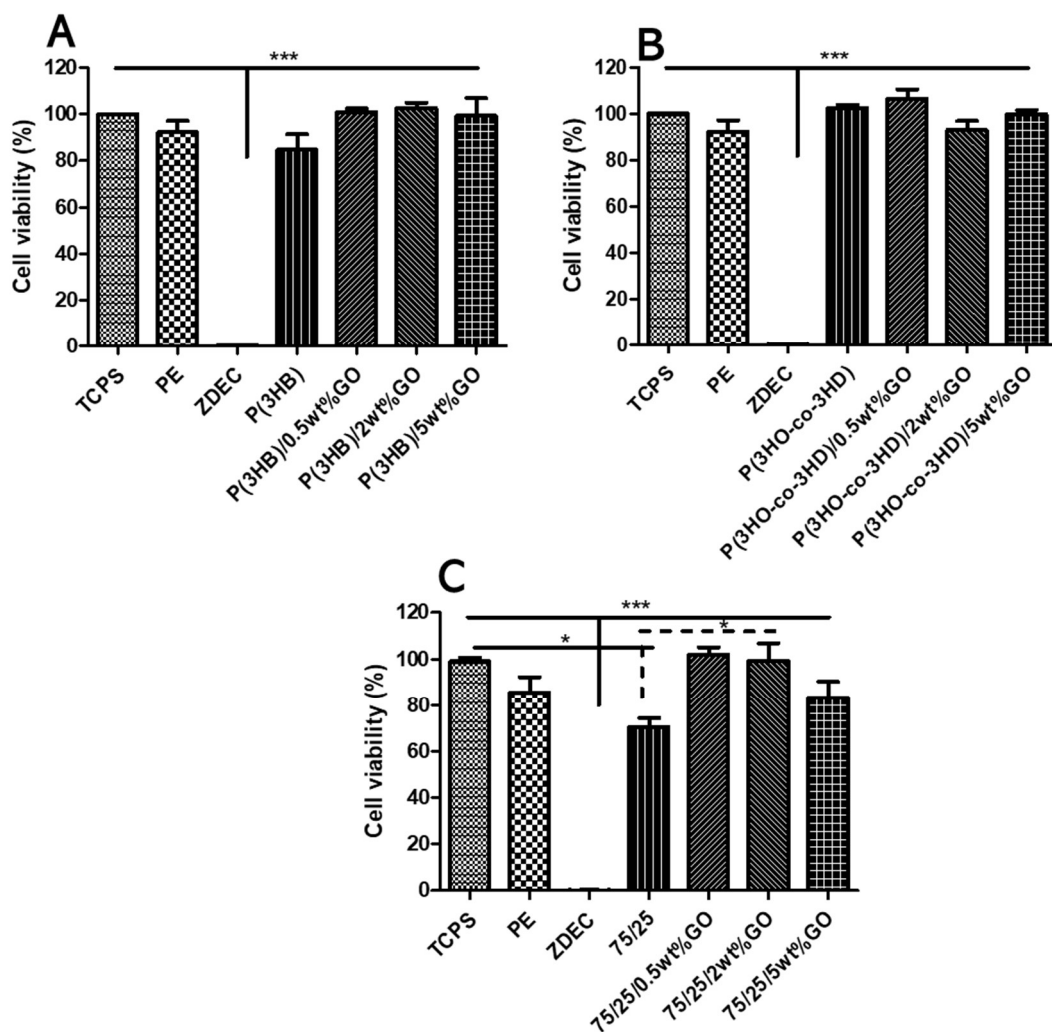 A
***
Cell viability (%)
120
100
80
60
40
20
0
TCPS
PE
ZDEC
P(3HB)
P(3HB)/0.5wt%GO
P(3HB)/2wt%GO
P(3HB)/5wt%GO
B
***
Cell viability (%)
120
100
80
60
40
20
0
TCPS
PE
ZDEC
P(3HO-co-3HD)
P(3HO-co-3HD)/0.5wt%GO
P(3HO-co-3HD)/2wt%GO
P(3HO-co-3HD)/5wt%GO
C
***
*
*
Cell viability (%)
120
100
80
60
40
20
0
TCPS
PE
ZDEC
75/25
75/25/0.5wt%GO
75/25/2wt%GO
75/25/5wt%GO